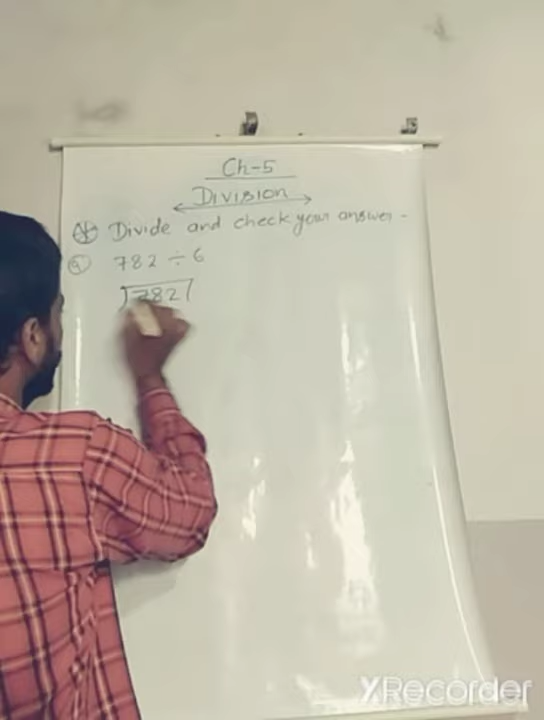 Ch-5
DIVISION
Divide and check your answer -
a) 782 ÷ 6
782
XRecorder